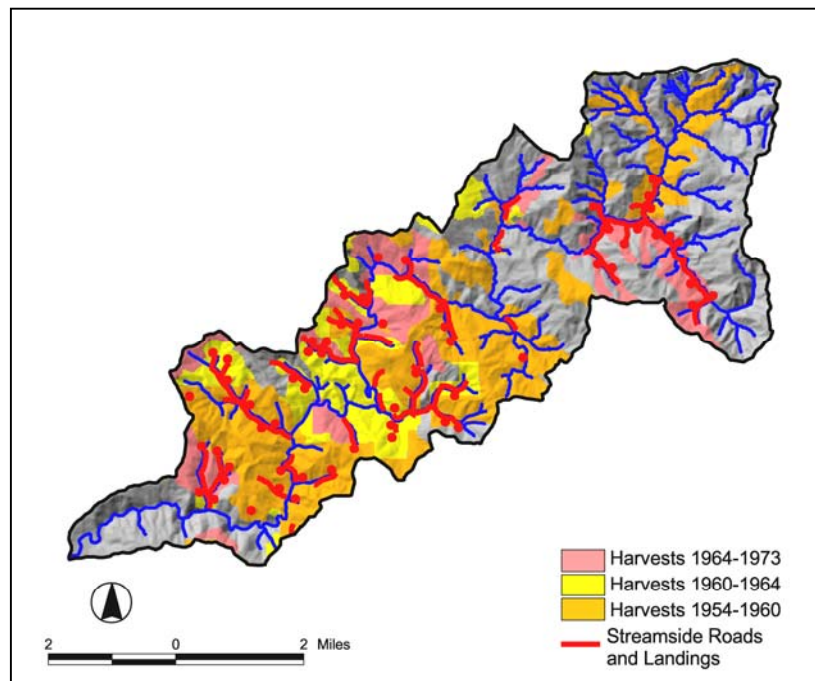 Harvests 1964-1973
Harvests 1960-1964
Harvests 1954-1960
Streamside Roads
and Landings
2 0 2 Miles